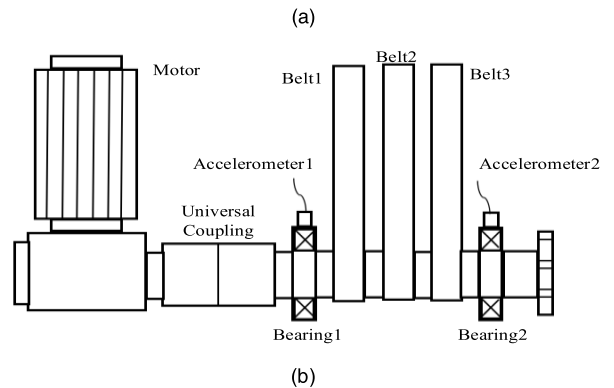 (a)
Motor
Belt1
Belt2
Belt3
Accelerometer1
Accelerometer2
Universal
Coupling
Bearing1
Bearing2
(b)